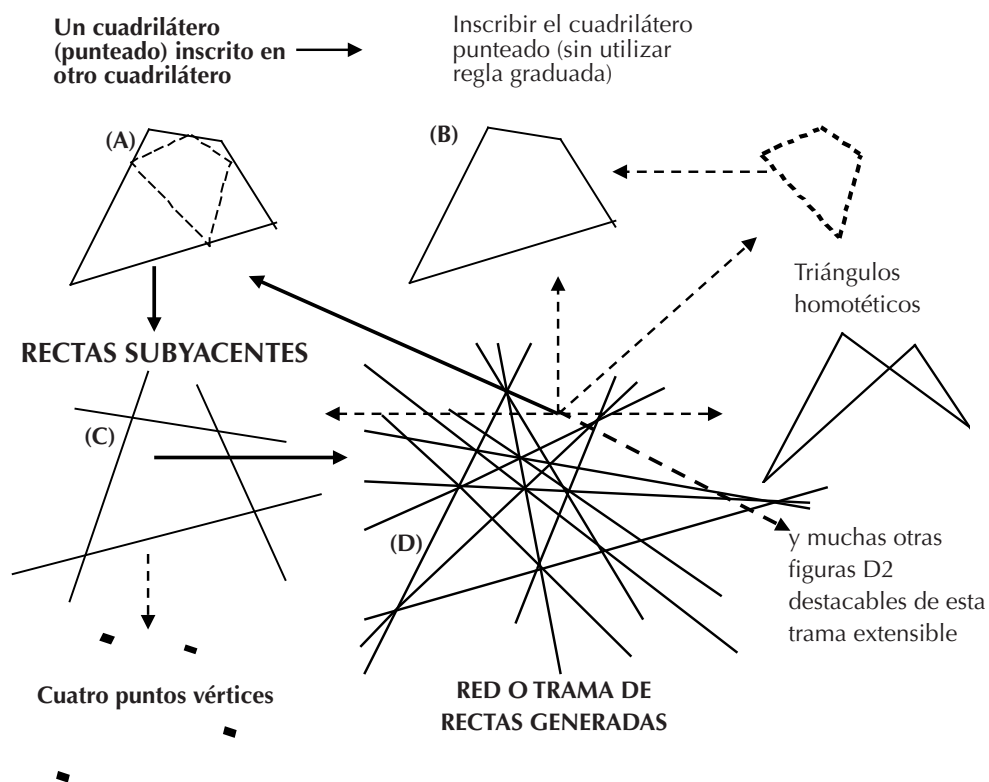 Un cuadrilátero
(punteado) inscrito en
otro cuadrilátero
Inscribir el cuadrilátero
punteado (sin utilizar
regla graduada)
(A)
(B)
Triángulos
homotéticos
RECTAS SUBYACENTES
(C)
(D)
y muchas otras
figuras D2
destacables de esta
trama extensible
Cuatro puntos vértices
RED O TRAMA DE
RECTAS GENERADAS